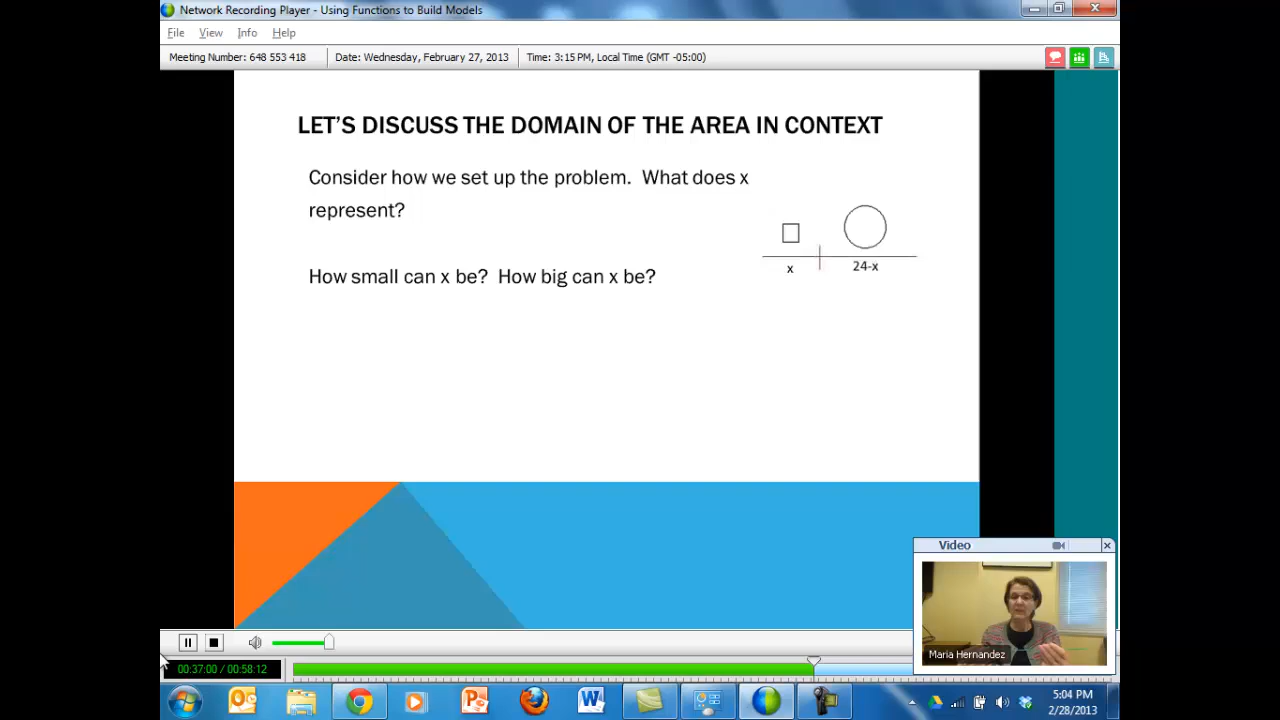 Network Recording Player - Using Functions to Build Models
File View Info Help
Meeting Number: 648 553 418 Date: Wednesday, February 27, 2013 Time: 3:15 PM, Local Time (GMT -05:00)
LET'S DISCUSS THE DOMAIN OF THE AREA IN CONTEXT
Consider how we set up the problem. What does x
represent?
x 24-x
How small can x be? How big can x be?
Video
Maria Hernandez
00:37:00 / 00:58:12
5:04 PM
2/28/2013